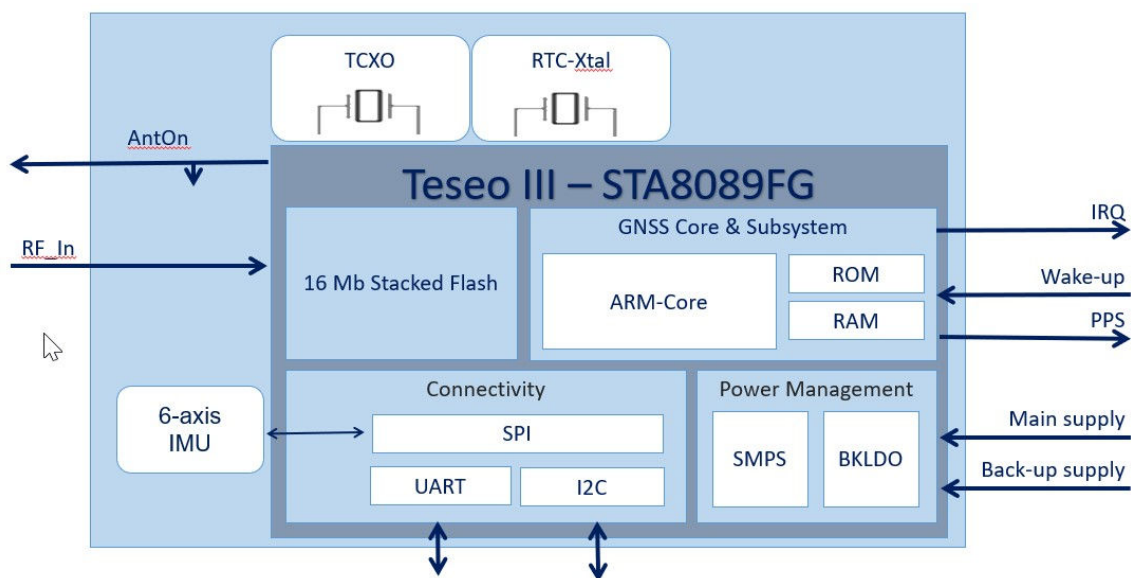 TCXO
RTC-Xtal
AntOn
Teseo III – STA8089FG
RF_In
16 Mb Stacked Flash
GNSS Core & Subsystem
ARM-Core
ROM
RAM
IRQ
Wake-up
PPS
6-axis
IMU
Connectivity
SPI
UART
I2C
Power Management
SMPS
BKLDO
Main supply
Back-up supply